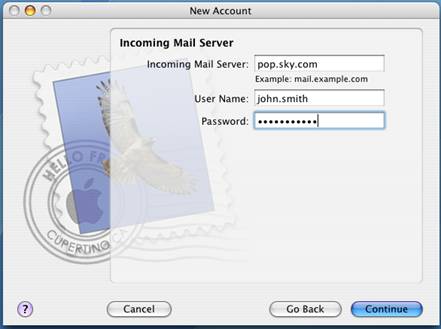 New Account
Incoming Mail Server
Incoming Mail Server: pop.sky.com
Example: mail.example.com
User Name: john.smith
Password: •••••••••••
HELLO FR
CUPERTINO CA
? Cancel Go Back Continue